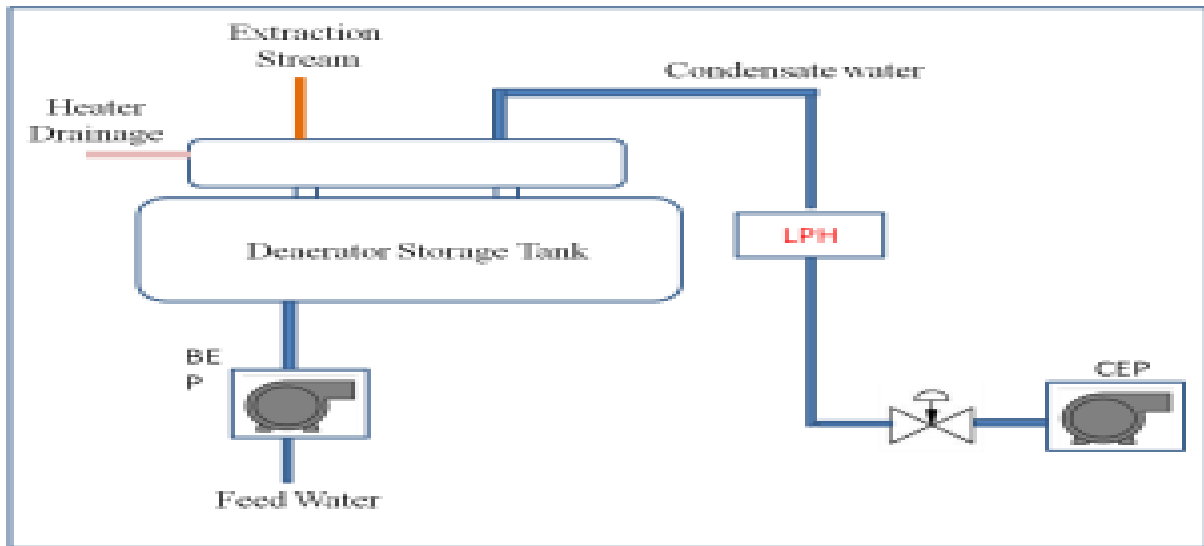 Extraction
Stream
Condensate water
Heater
Drainage
LPH
Deaerator Storage Tank
BE
P
CEP
Feed Water